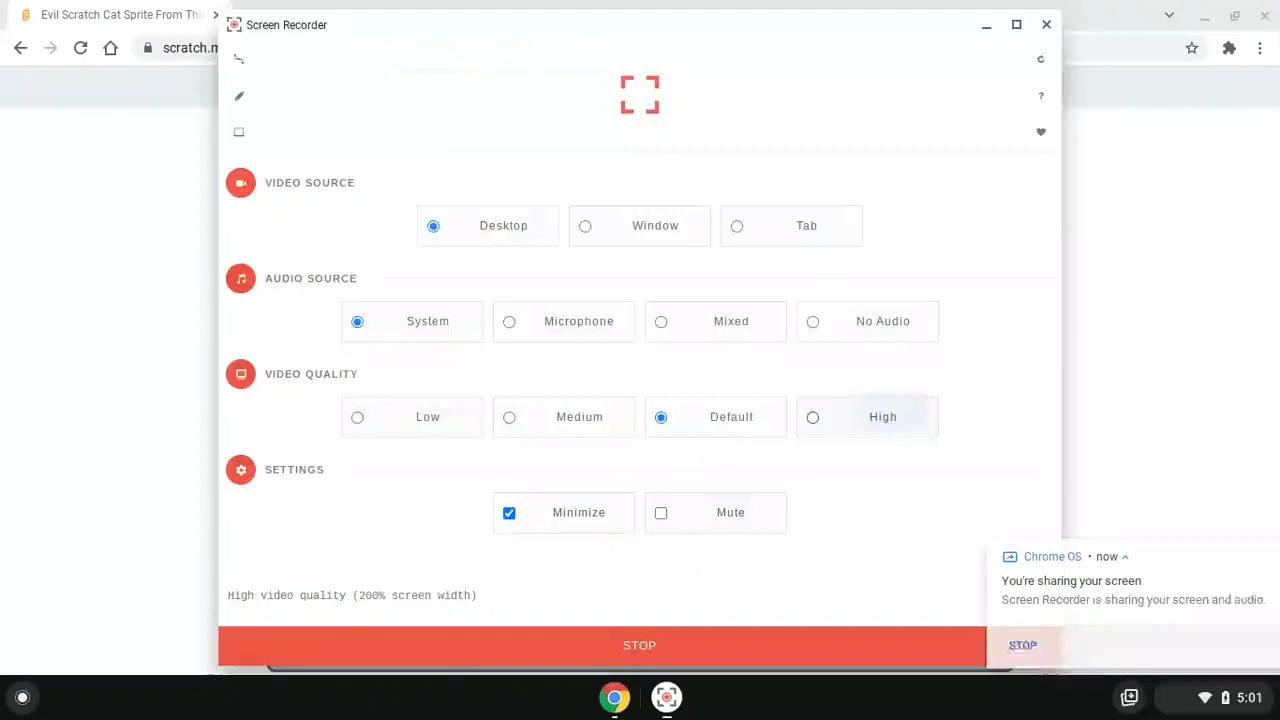 Evil Scratch Cat Sprite From Thi
Screen Recorder
scratch.m
?
VIDEO SOURCE
Desktop
Window
Tab
AUDIO SOURCE
System
Microphone
Mixed
No Audio
VIDEO QUALITY
Low
Medium
Default
High
SETTINGS
Minimize
Mute
Chrome OS • now
You're sharing your screen
Screen Recorder is sharing your screen and audio.
High video quality (200% screen width)
STOP
STOP
5:01